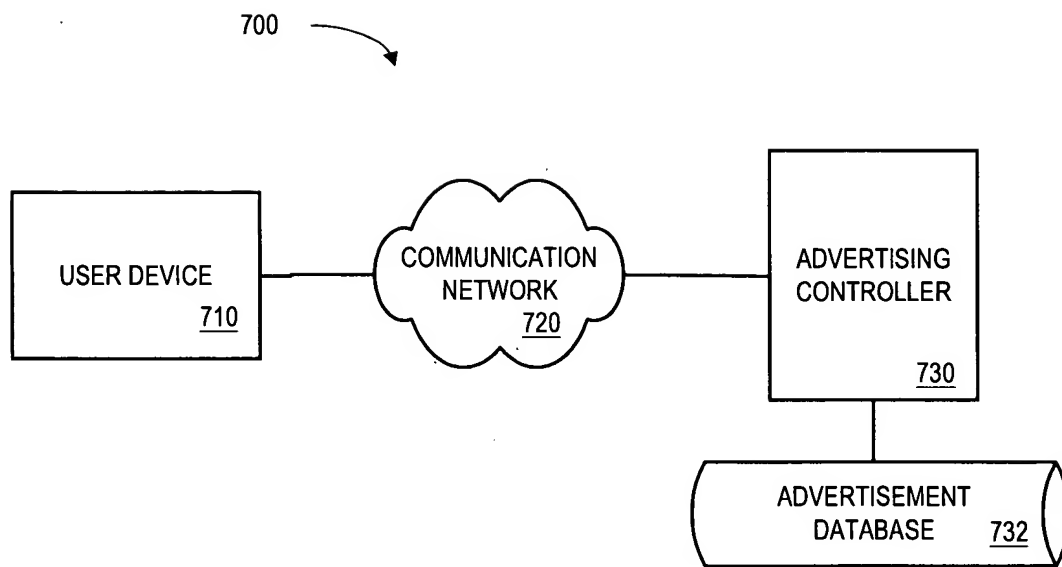 700
USER DEVICE
710
COMMUNICATION
NETWORK
720
ADVERTISING
CONTROLLER
730
ADVERTISEMENT
DATABASE
732